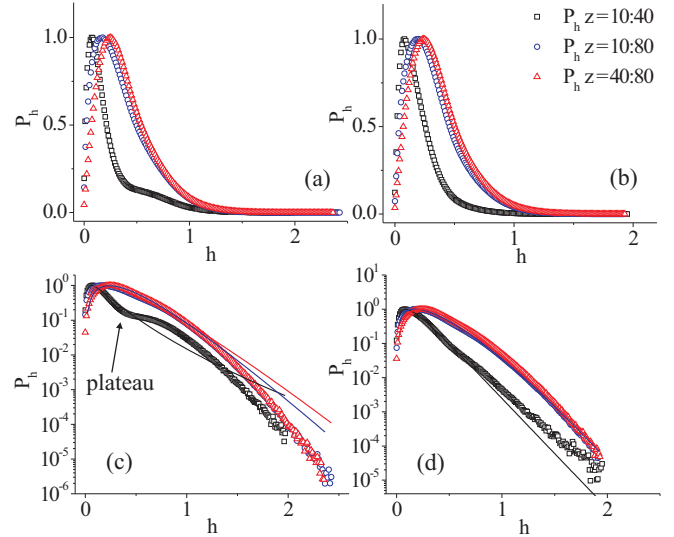 P_h z=10:40
P_h z=10:80
P_h z=40:80
1.0
0.5
0.0
P_h
(a)
0 1 2
h
1.0
0.5
0.0
P_h
(b)
0 1 2
h
10^0
10^-1
10^-2
10^-3
10^-4
10^-5
10^-6
P_h
plateau
(c)
0 1 2
h
10^1
10^0
10^-1
10^-2
10^-3
10^-4
10^-5
P_h
(d)
0 1 2
h